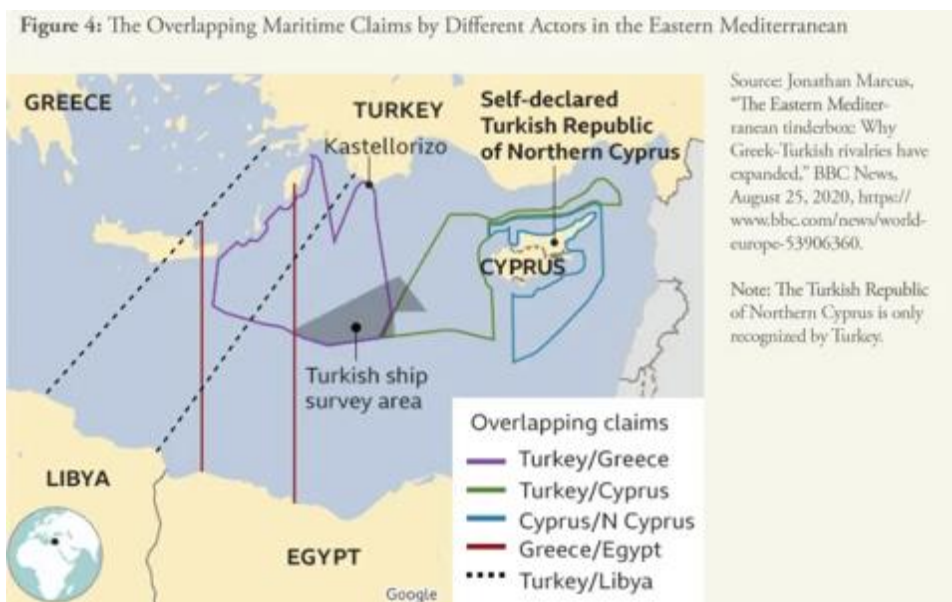 Figure 4: The Overlapping Maritime Claims by Different Actors in the Eastern Mediterranean
GREECE
TURKEY
Kastellorizo
Self-declared
Turkish Republic
of Northern Cyprus
CYPRUS
Turkish ship
survey area
LIBYA
EGYPT
Google
Overlapping claims
Turkey/Greece
Turkey/Cyprus
Cyprus/N Cyprus
Greece/Egypt
Turkey/Libya
Source: Jonathan Marcus,
"The Eastern Mediter-
ranean tinderbox: Why
Greek-Turkish rivalries have
expanded," BBC News,
August 25, 2020, https://
www.bbc.com/news/world-
europe-53906360.
Note: The Turkish Republic
of Northern Cyprus is only
recognized by Turkey.